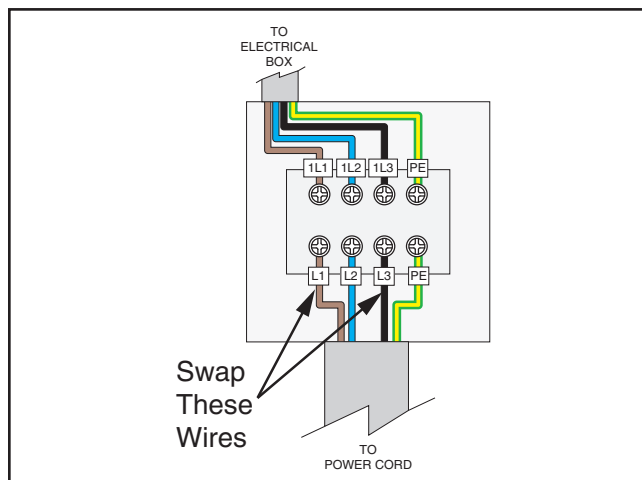 TO
ELECTRICAL
BOX
1L1 1L2 1L3 PE
L1 L2 L3 PE
Swap
These
Wires
TO
POWER CORD